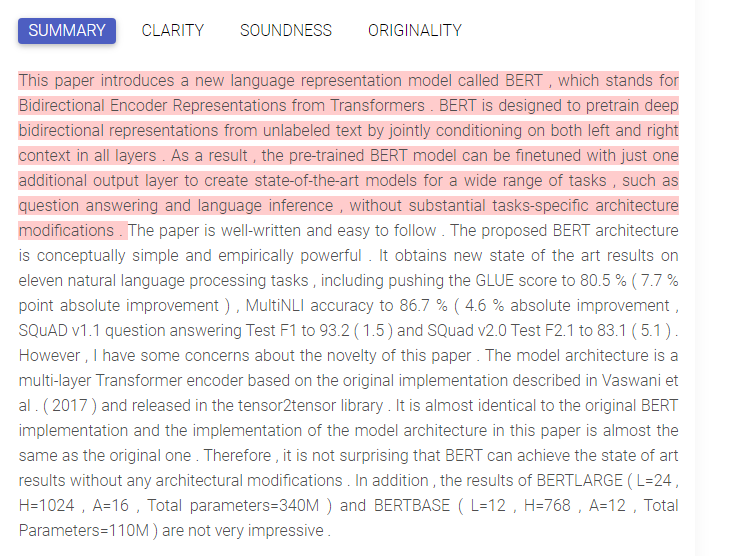 SUMMARY CLARITY SOUNDNESS ORIGINALITY
This paper introduces a new language representation model called BERT , which stands for
Bidirectional Encoder Representations from Transformers . BERT is designed to pretrain deep
bidirectional representations from unlabeled text by jointly conditioning on both left and right
context in all layers . As a result , the pre-trained BERT model can be finetuned with just one
additional output layer to create state-of-the-art models for a wide range of tasks , such as
question answering and language inference , without substantial tasks-specific architecture
modifications . The paper is well-written and easy to follow . The proposed BERT architecture
is conceptually simple and empirically powerful . It obtains new state of the art results on
eleven natural language processing tasks , including pushing the GLUE score to 80.5 % ( 7.7 %
point absolute improvement ) , MultiNLI accuracy to 86.7 % ( 4.6 % absolute improvement ,
SQuAD v1.1 question answering Test F1 to 93.2 ( 1.5 ) and SQuad v2.0 Test F2.1 to 83.1 ( 5.1 ) .
However , I have some concerns about the novelty of this paper . The model architecture is a
multi-layer Transformer encoder based on the original implementation described in Vaswani et
al . ( 2017 ) and released in the tensor2tensor library . It is almost identical to the original BERT
implementation and the implementation of the model architecture in this paper is almost the
same as the original one . Therefore , it is not surprising that BERT can achieve the state of art
results without any architectural modifications . In addition , the results of BERTLARGE ( L=24 ,
H=1024 , A=16 , Total parameters=340M ) and BERTBASE ( L=12 , H=768 , A=12 , Total
Parameters=110M ) are not very impressive .